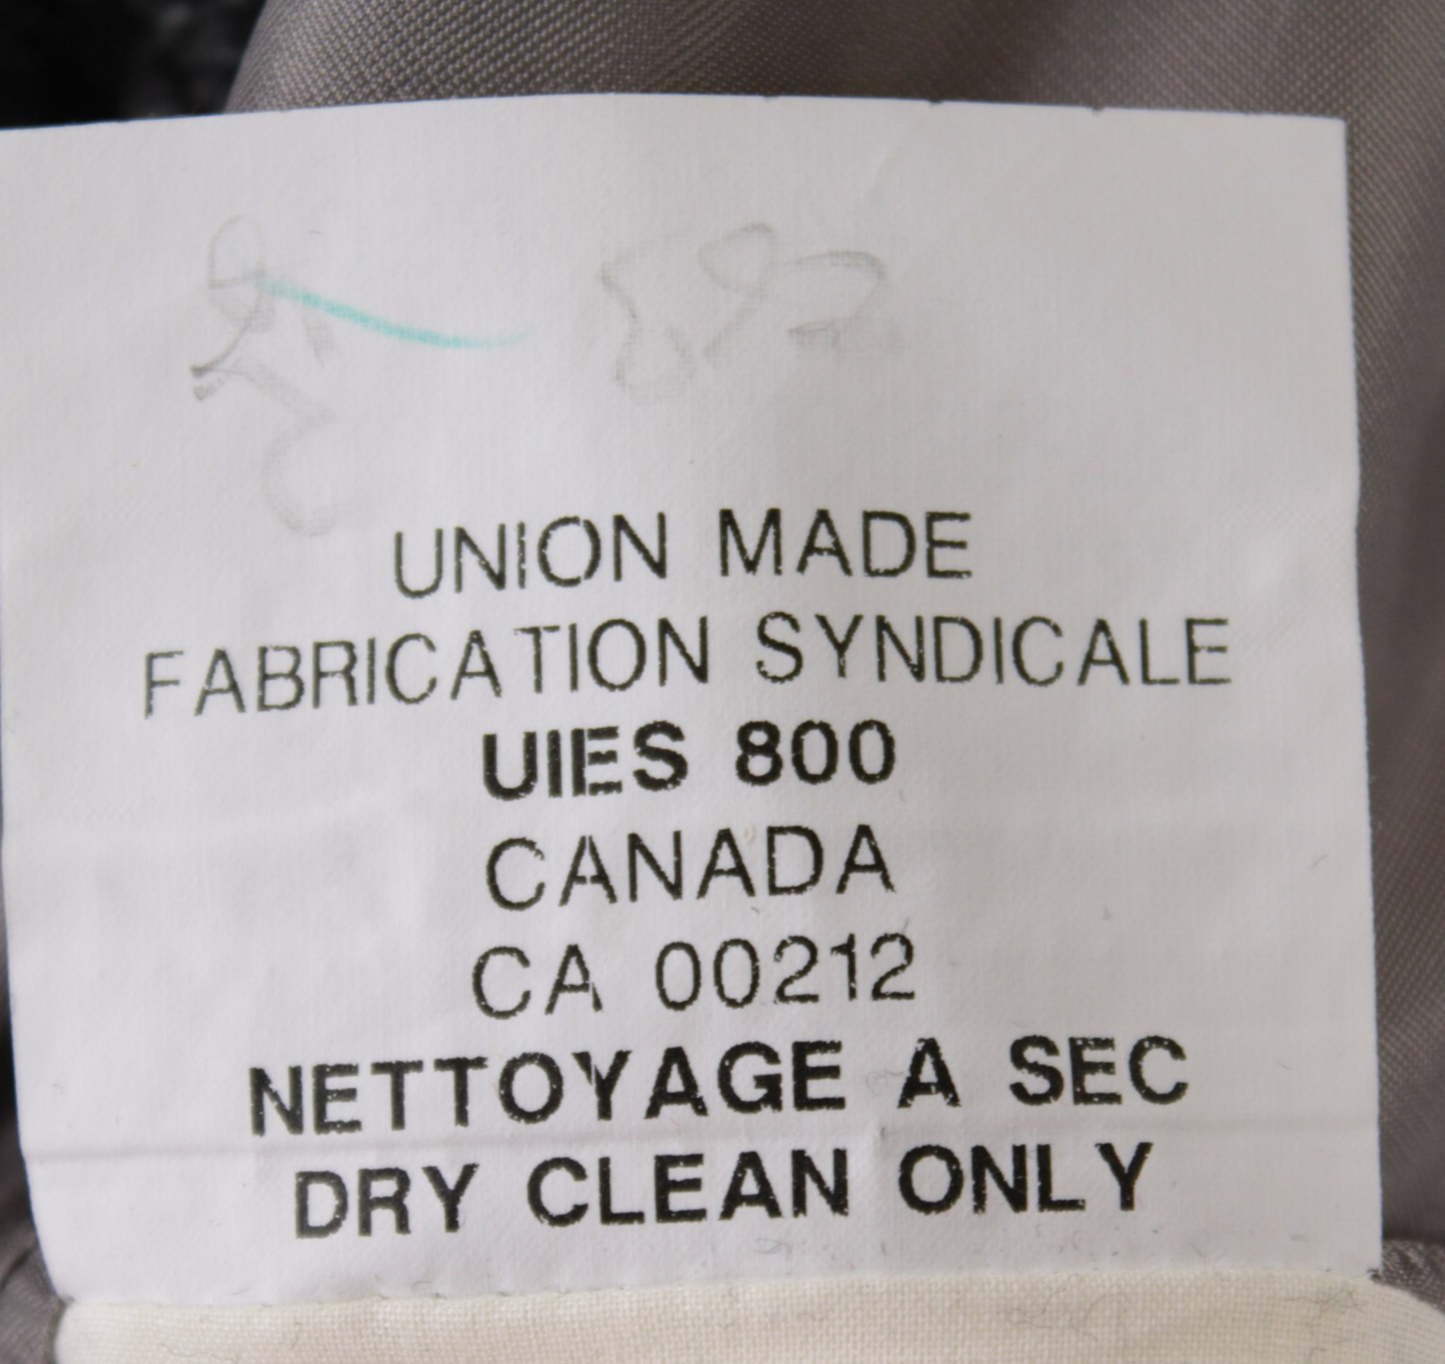 UNION MADE
FABRICATION SYNDICALE
UIES 800
CANADA
CA 00212
NETTOYAGE A SEC
DRY CLEAN ONLY